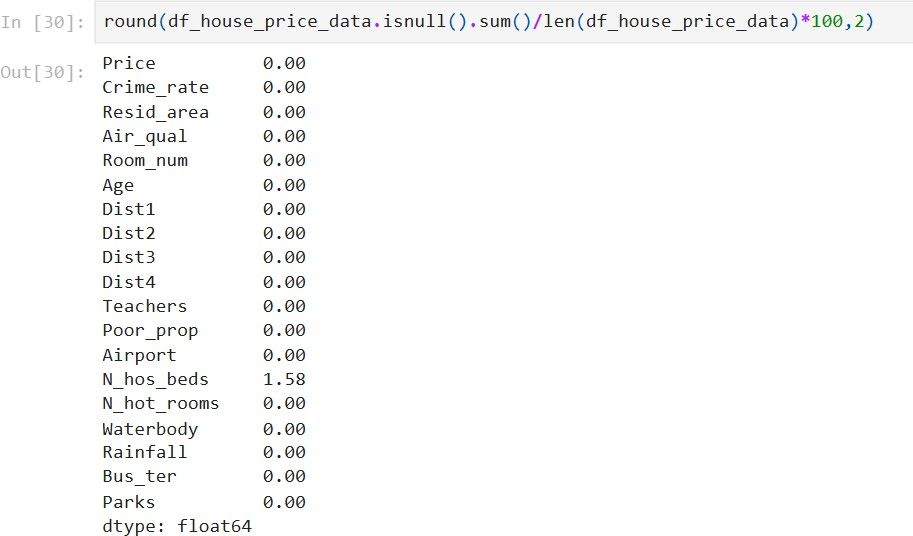 In [30]: round(df_house_price_data.isnull().sum()/len(df_house_price_data)*100,2)
Out[30]: Price 0.00
Crime_rate 0.00
Resid_area 0.00
Air_qual 0.00
Room_num 0.00
Age 0.00
Dist1 0.00
Dist2 0.00
Dist3 0.00
Dist4 0.00
Teachers 0.00
Poor_prop 0.00
Airport 0.00
N_hos_beds 1.58
N_hot_rooms 0.00
Waterbody 0.00
Rainfall 0.00
Bus_ter 0.00
Parks 0.00
dtype: float64